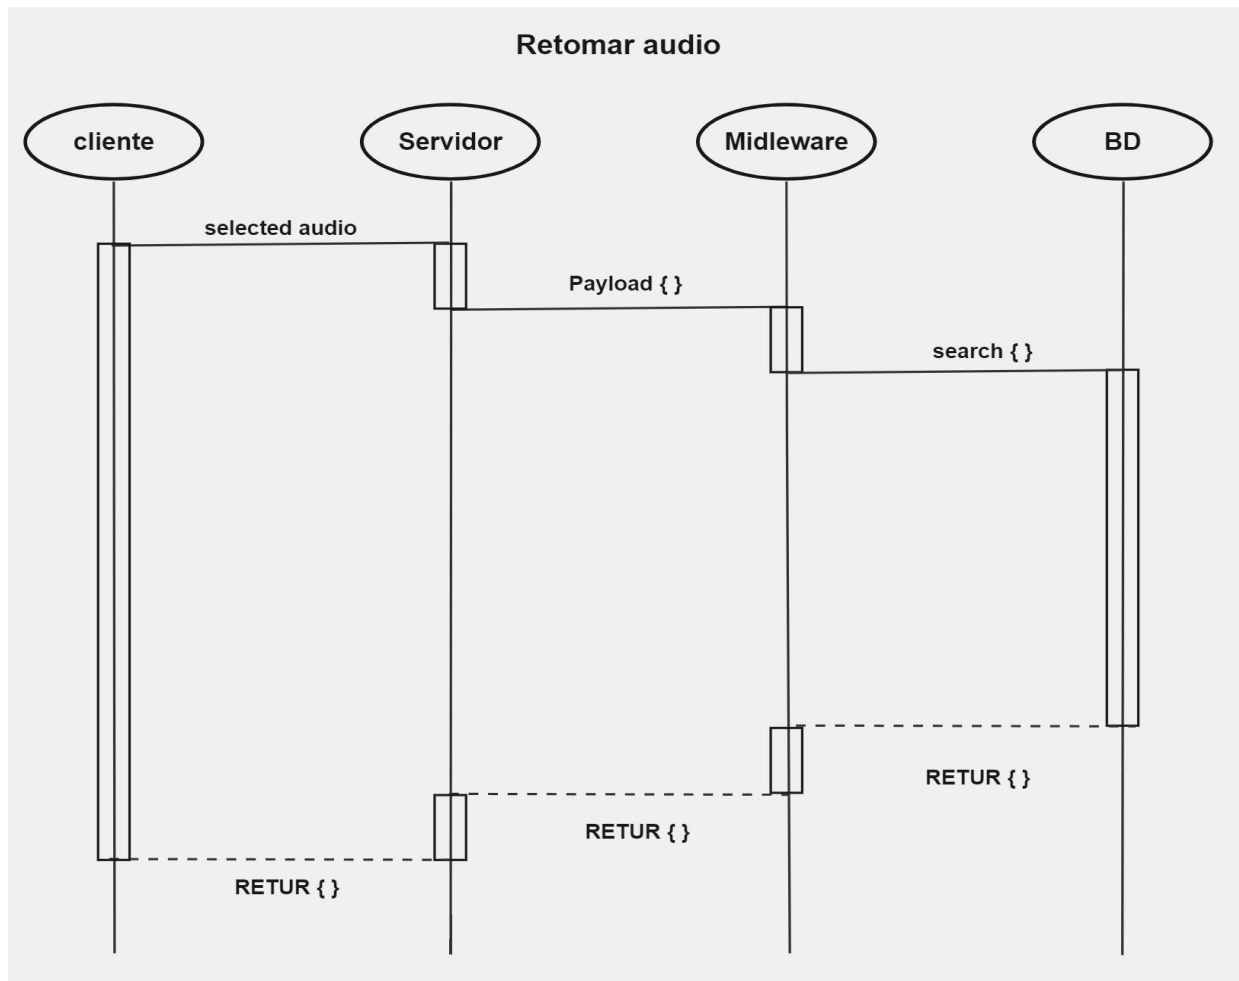 Retomar audio
cliente
Servidor
Midleware
BD
selected audio
Payload { }
search { }
RETUR { }
RETUR { }
RETUR { }